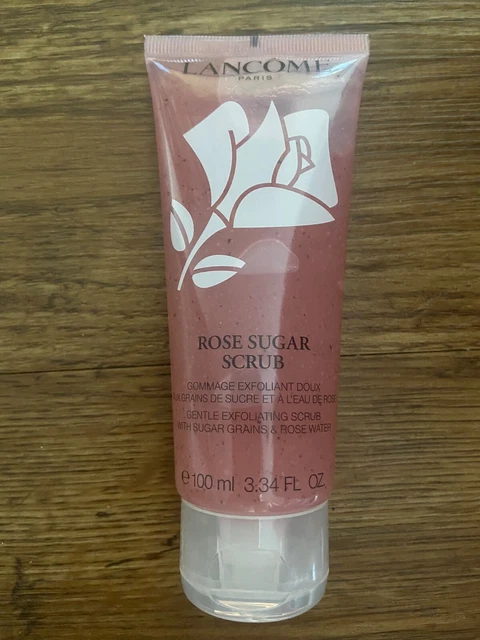 LANCÔME
PARIS
ROSE SUGAR
SCRUB
GOMMAGE EXFOLIANT DOUX
GRAINS DE SUCRE ET À L'EAU DE ROSE
GENTLE EXFOLIATING SCRUB
WITH SUGAR GRAINS & ROSE WATER
℮100 ml 3.34 FL OZ.